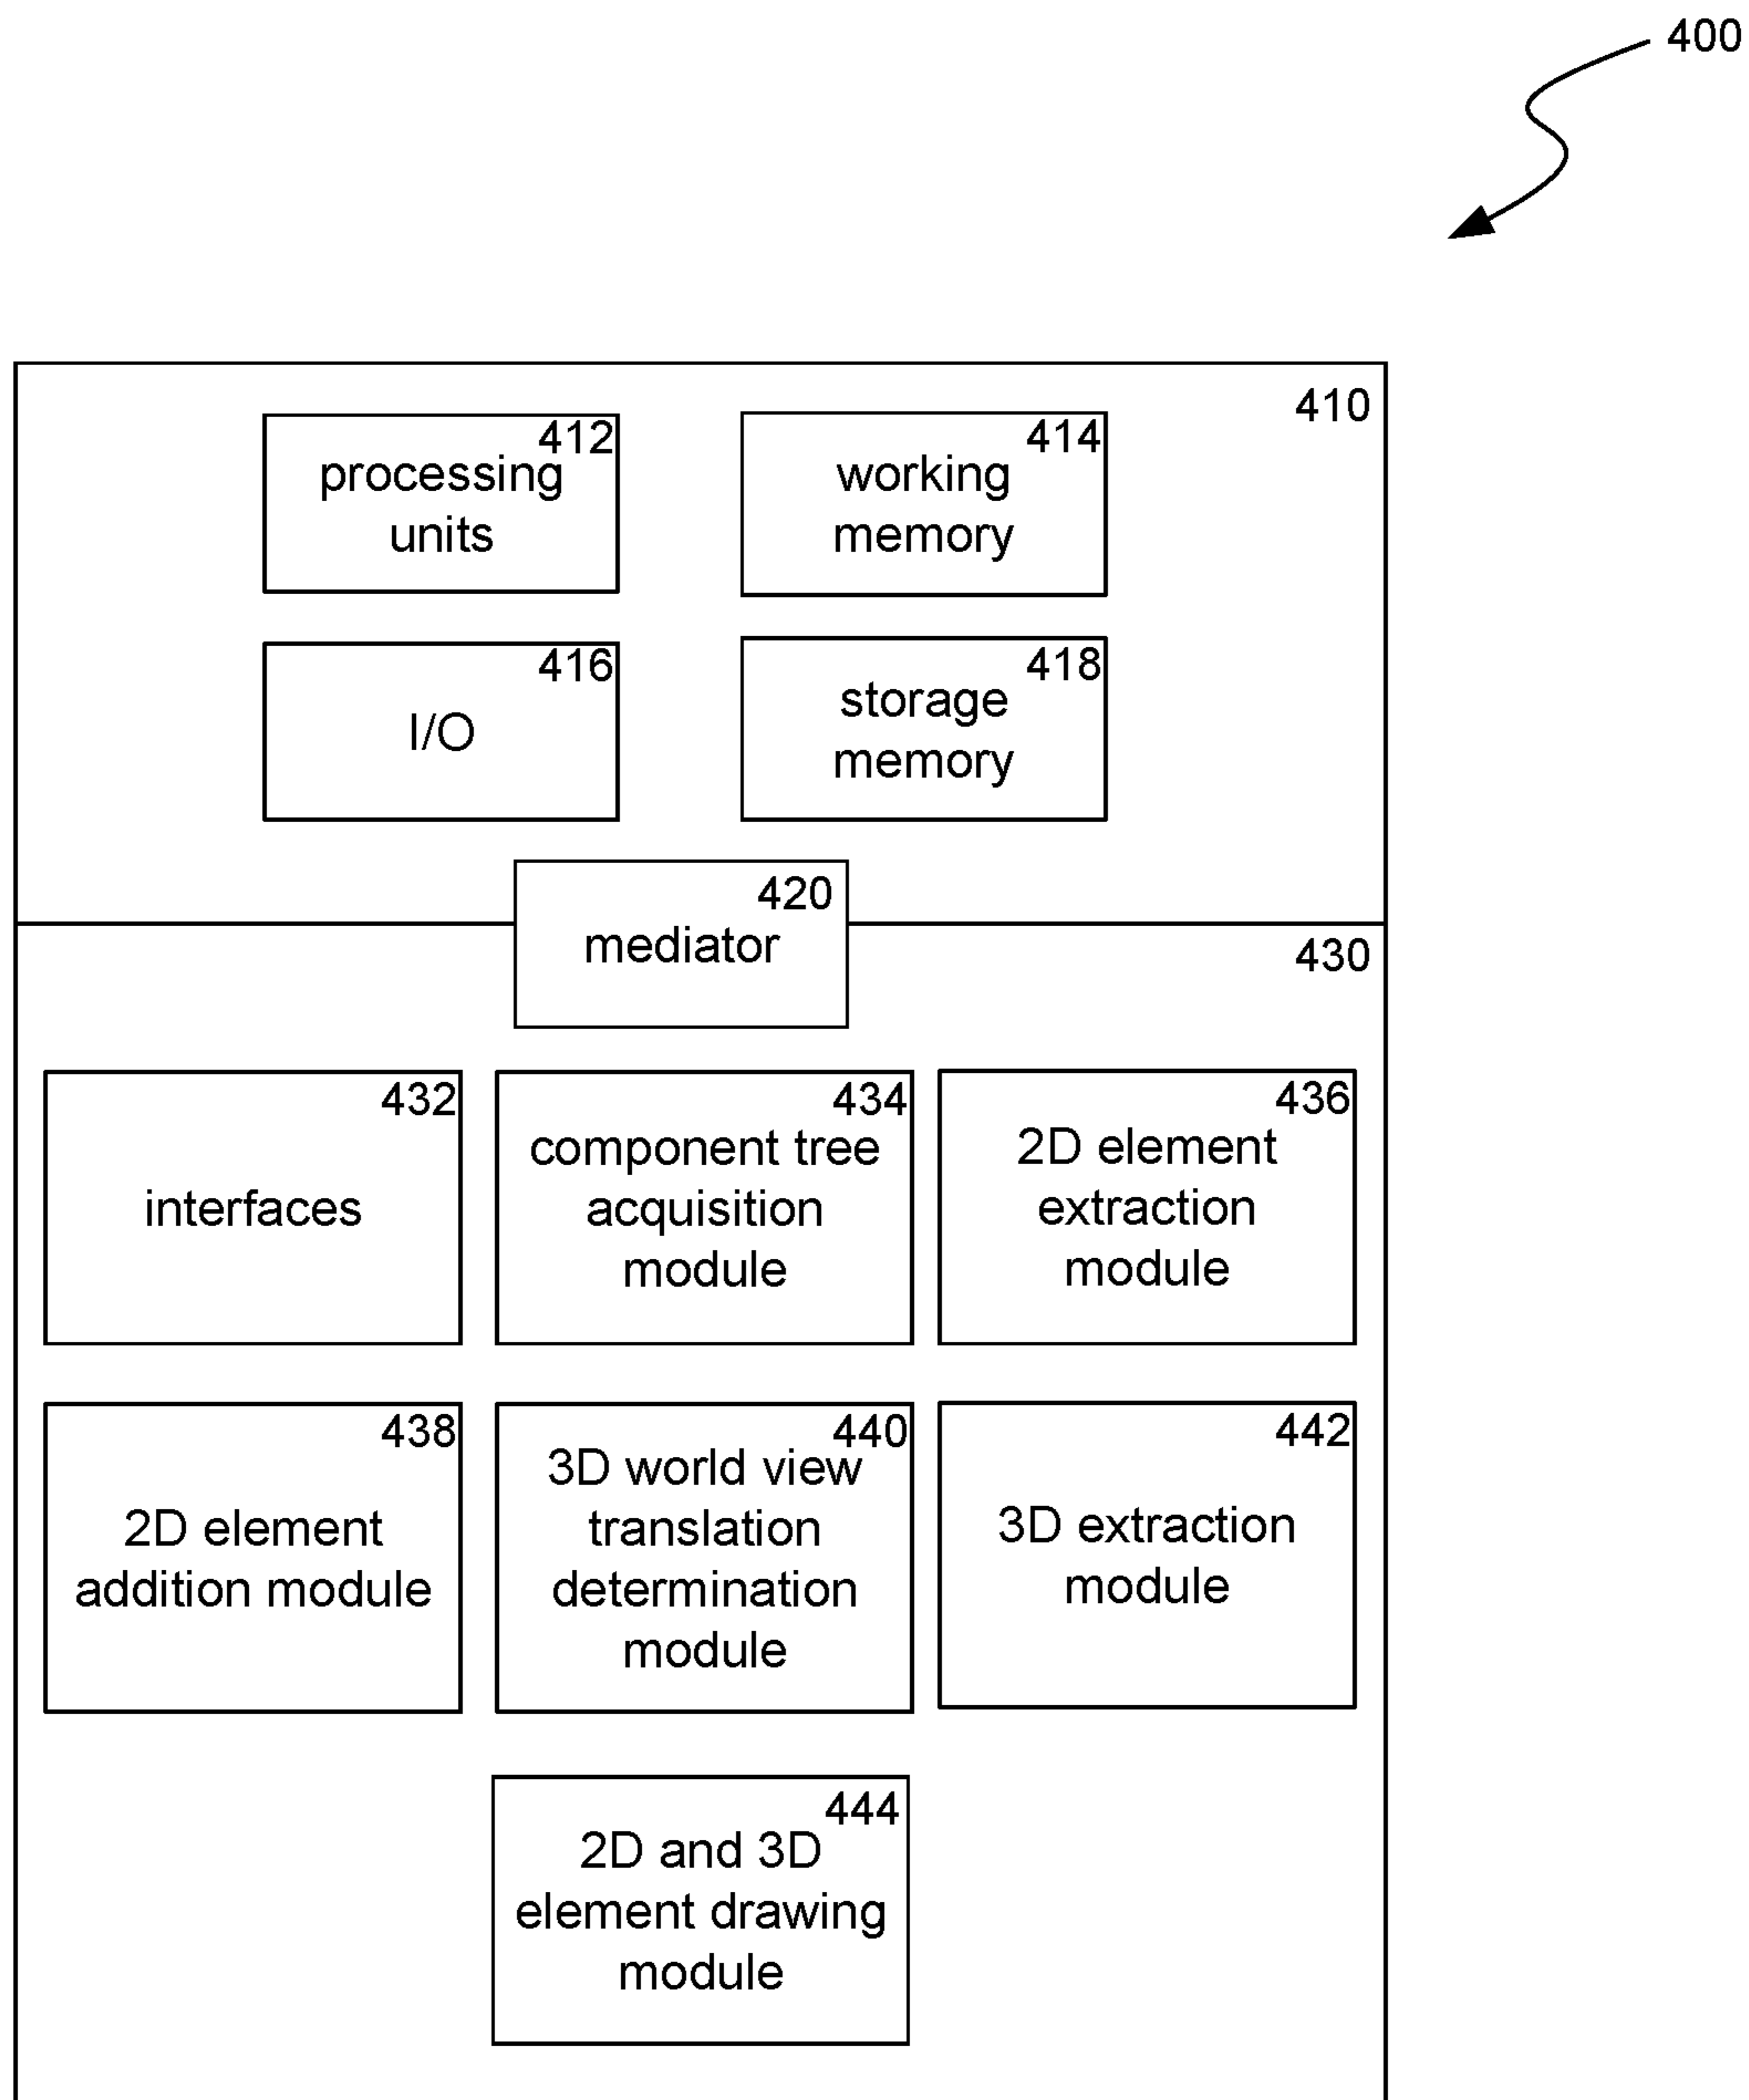 400
410
412
processing
units
414
working
memory
416
I/O
418
storage
memory
420
mediator
430
432
interfaces
434
component tree
acquisition
module
436
2D element
extraction
module
438
2D element
addition module
440
3D world view
translation
determination
module
442
3D extraction
module
444
2D and 3D
element drawing
module